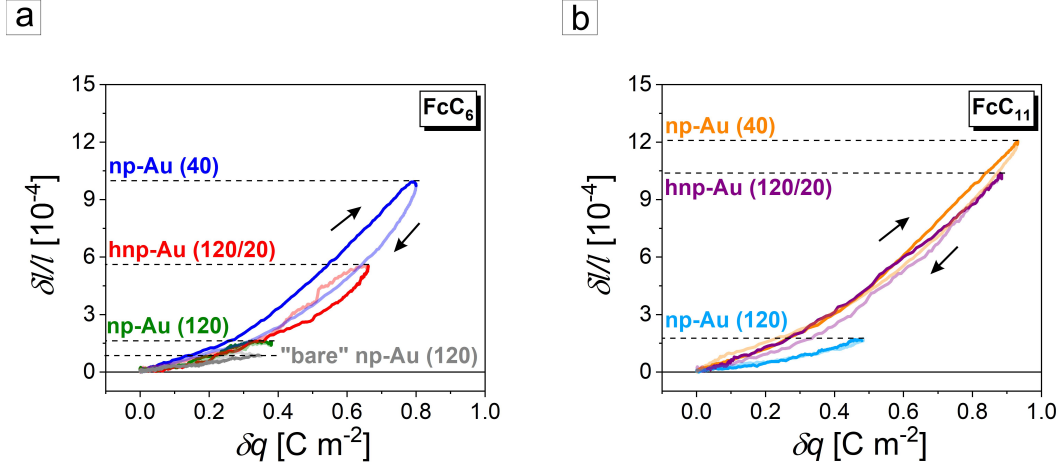 a
15
12
9
6
3
0
δl/l [10-4]
FcC6
np-Au (40)
hnp-Au (120/20)
np-Au (120)
"bare" np-Au (120)
0.0 0.2 0.4 0.6 0.8 1.0
δq [C m-2]
b
15
12
9
6
3
0
δl/l [10-4]
FcC11
np-Au (40)
hnp-Au (120/20)
np-Au (120)
0.0 0.2 0.4 0.6 0.8 1.0
δq [C m-2]